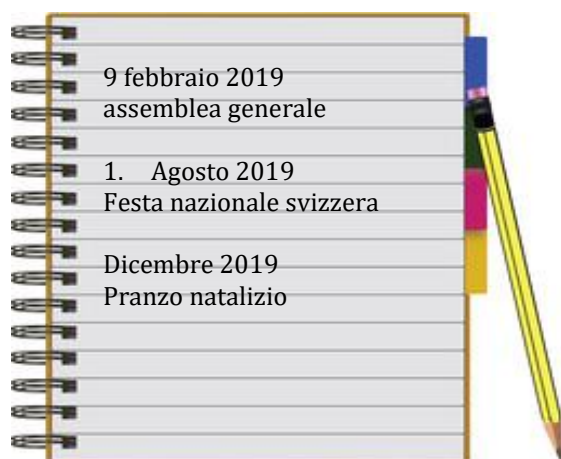 9 febbraio 2019
assemblea generale
1. Agosto 2019
Festa nazionale svizzera
Dicembre 2019
Pranzo natalizio